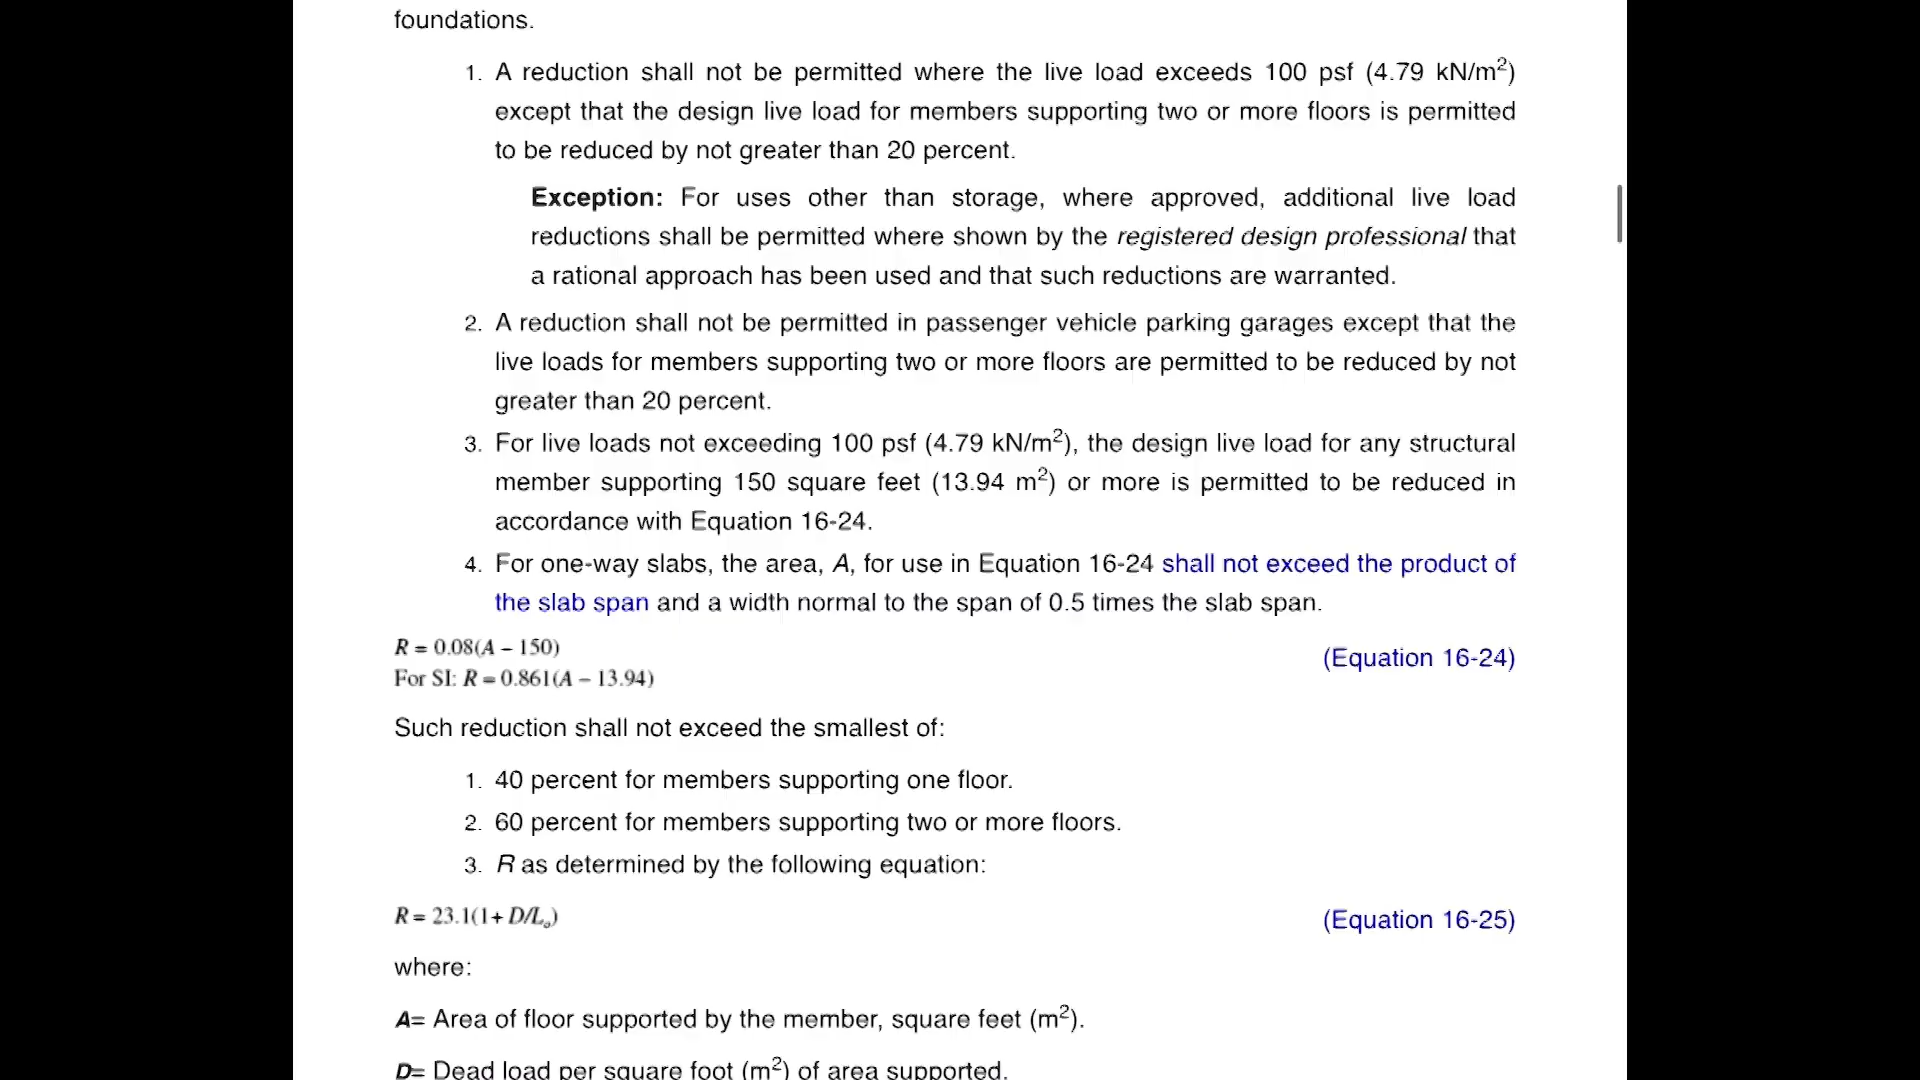 foundations.
1. A reduction shall not be permitted where the live load exceeds 100 psf (4.79 kN/m²)
except that the design live load for members supporting two or more floors is permitted
to be reduced by not greater than 20 percent.
Exception: For uses other than storage, where approved, additional live load
reductions shall be permitted where shown by the registered design professional that
a rational approach has been used and that such reductions are warranted.
2. A reduction shall not be permitted in passenger vehicle parking garages except that the
live loads for members supporting two or more floors are permitted to be reduced by not
greater than 20 percent.
3. For live loads not exceeding 100 psf (4.79 kN/m²), the design live load for any structural
member supporting 150 square feet (13.94 m²) or more is permitted to be reduced in
accordance with Equation 16-24.
4. For one-way slabs, the area, A, for use in Equation 16-24 shall not exceed the product of
the slab span and a width normal to the span of 0.5 times the slab span.
R = 0.08(A – 150)
(Equation 16-24)
For SI: R = 0.861(A – 13.94)
Such reduction shall not exceed the smallest of:
1. 40 percent for members supporting one floor.
2. 60 percent for members supporting two or more floors.
3. R as determined by the following equation:
R = 23.1(1+ D/Lₒ)
(Equation 16-25)
where:
A= Area of floor supported by the member, square feet (m²).
D= Dead load per square foot (m²) of area supported.